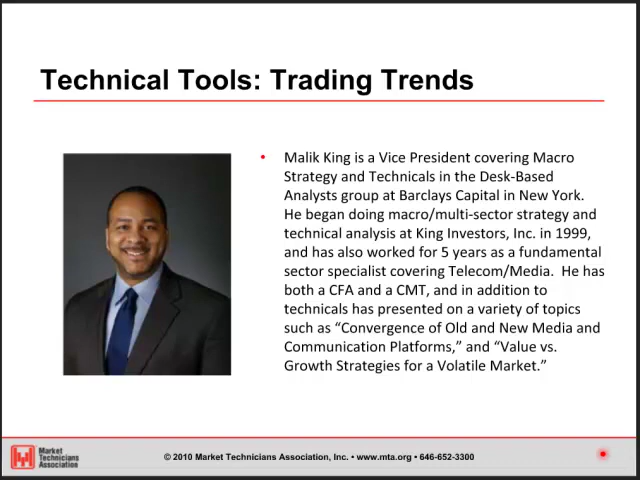 Technical Tools: Trading Trends
• Malik King is a Vice President covering Macro
Strategy and Technicals in the Desk-Based
Analysts group at Barclays Capital in New York.
He began doing macro/multi-sector strategy and
technical analysis at King Investors, Inc. in 1999,
and has also worked for 5 years as a fundamental
sector specialist covering Telecom/Media.  He has
both a CFA and a CMT, and in addition to
technicals has presented on a variety of topics
such as “Convergence of Old and New Media and
Communication Platforms,” and “Value vs.
Growth Strategies for a Volatile Market.”
Market
Technicians
Association
© 2010 Market Technicians Association, Inc. • www.mta.org • 646-652-3300